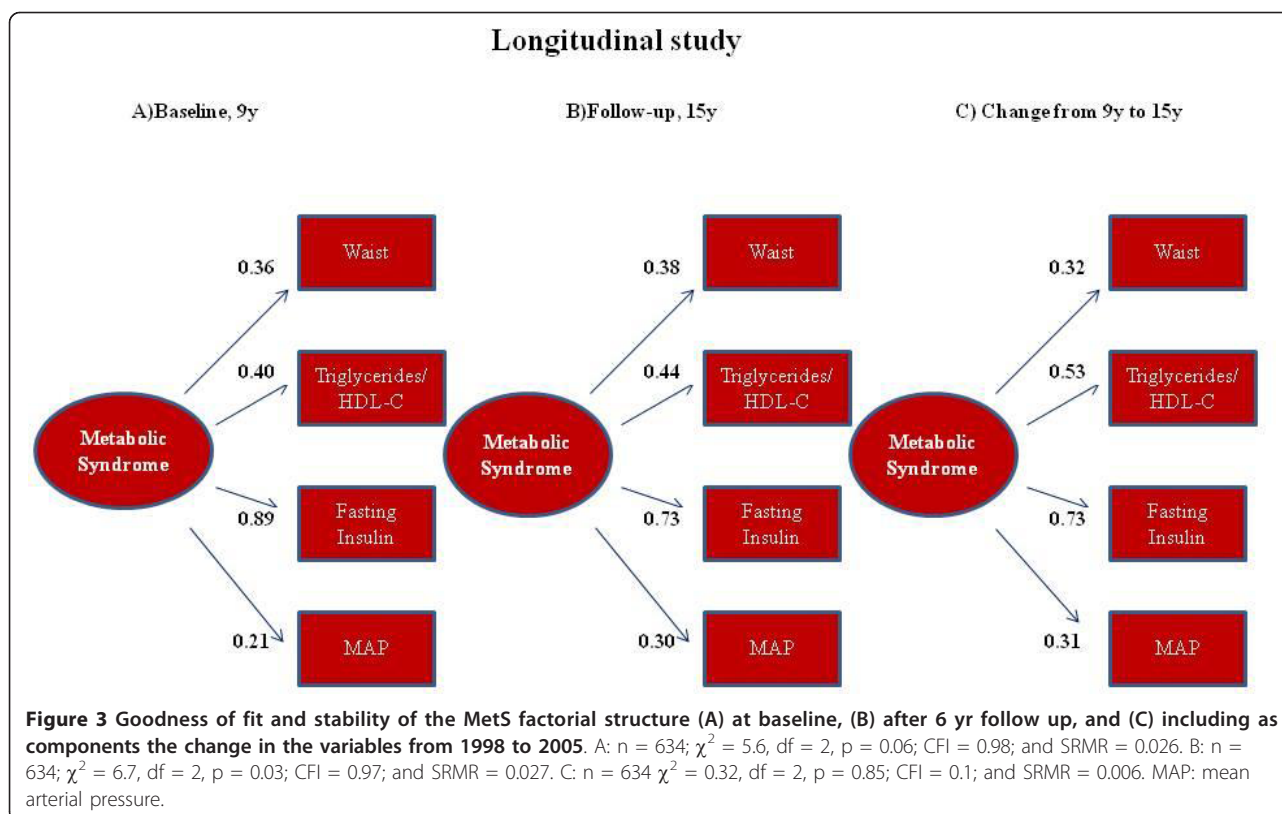 Longitudinal study
A)Baseline, 9y
B)Follow-up, 15y
C) Change from 9y to 15y
0.36
Waist
0.40
Triglycerides/
HDL-C
Metabolic
Syndrome
0.89
Fasting
Insulin
0.21
MAP
0.38
Waist
0.44
Triglycerides/
HDL-C
Metabolic
Syndrome
0.73
Fasting
Insulin
0.30
MAP
0.32
Waist
0.53
Triglycerides/
HDL-C
Metabolic
Syndrome
0.73
Fasting
Insulin
0.31
MAP
Figure 3 Goodness of fit and stability of the MetS factorial structure (A) at baseline, (B) after 6 yr follow up, and (C) including as
components the change in the variables from 1998 to 2005. A: n = 634; χ² = 5.6, df = 2, p = 0.06; CFI = 0.98; and SRMR = 0.026. B: n =
634; χ² = 6.7, df = 2, p = 0.03; CFI = 0.97; and SRMR = 0.027. C: n = 634 χ² = 0.32, df = 2, p = 0.85; CFI = 0.1; and SRMR = 0.006. MAP: mean
arterial pressure.